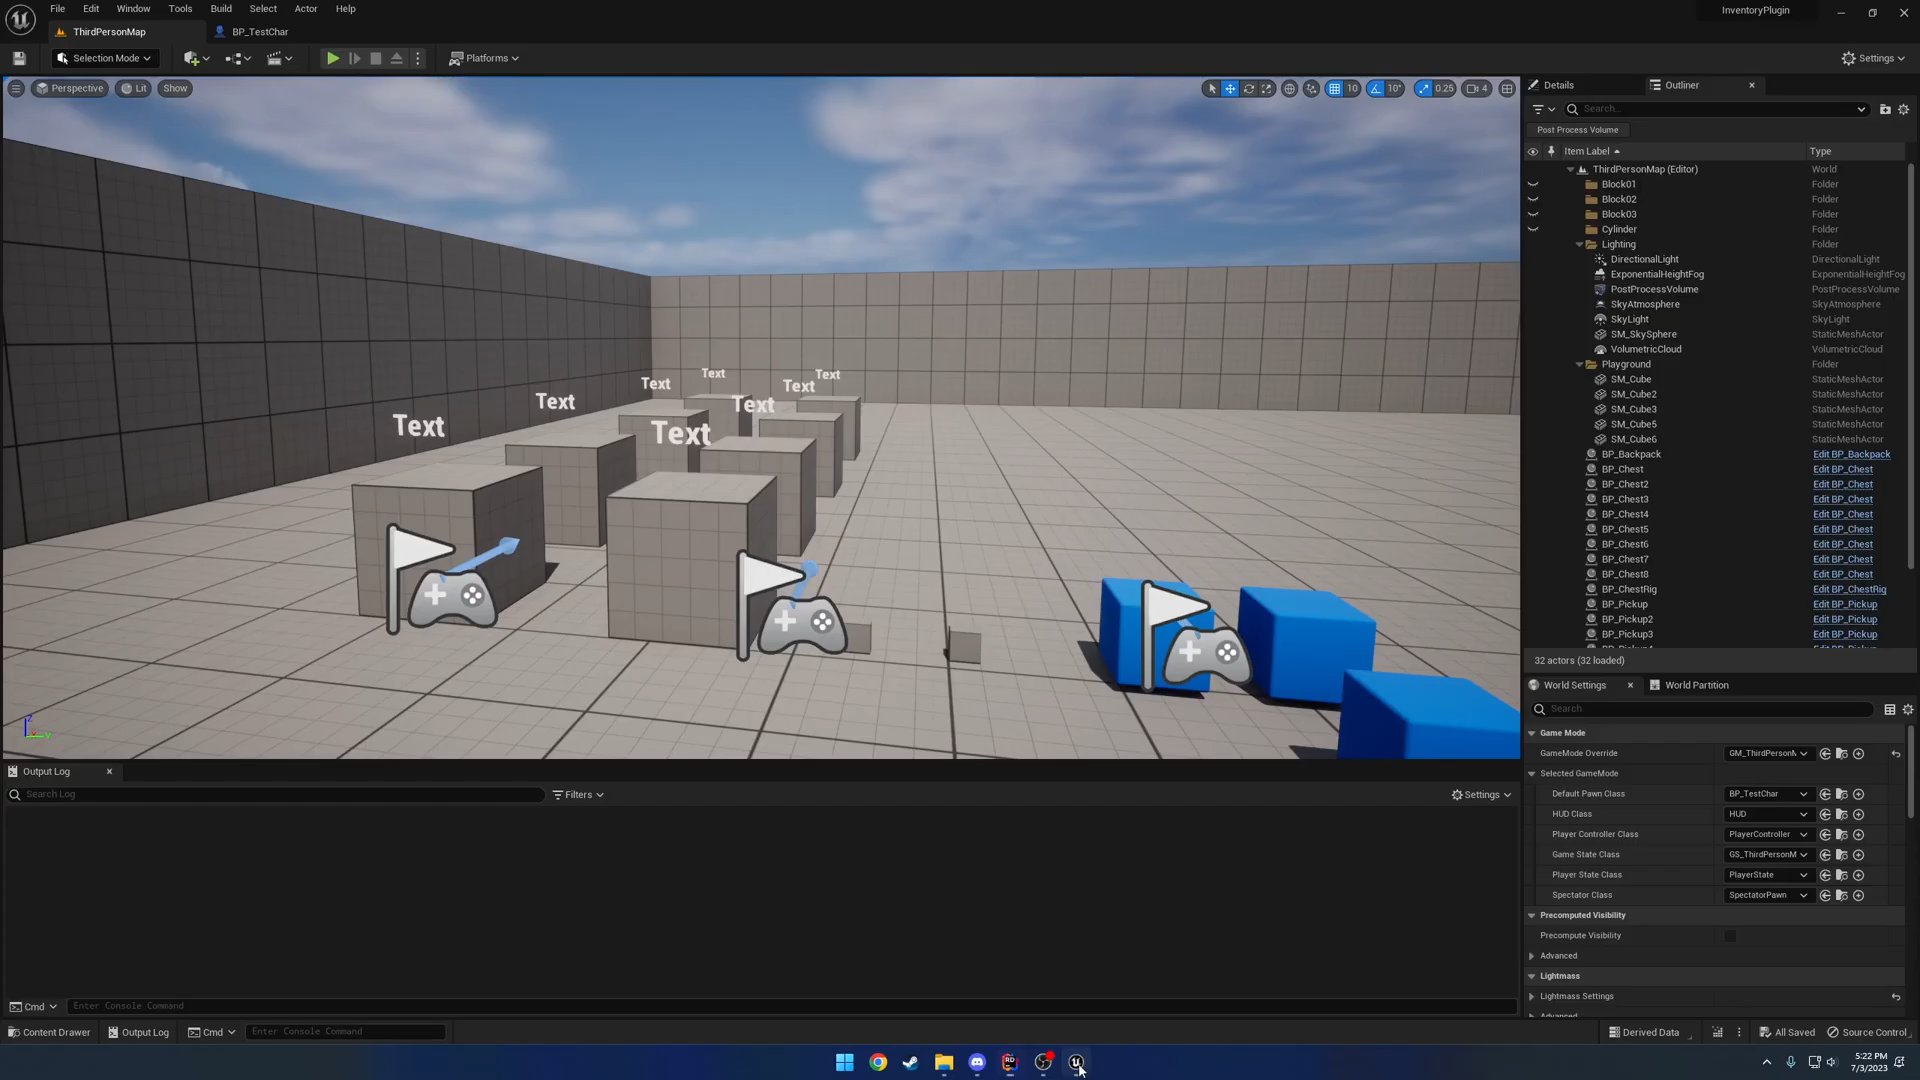 File Edit Window Tools Build Select Actor Help
InventoryPlugin
ThirdPersonMap
BP_TestChar
Selection Mode
Platforms
Settings
Perspective
Lit
Show
10
10°
0.25
4
Text
Text
Text
Text
Text
Text
Text
Text
Details
Outliner
Search...
Post Process Volume
Item Label
Type
ThirdPersonMap (Editor) World
Block01 Folder
Block02 Folder
Block03 Folder
Cylinder Folder
Lighting Folder
DirectionalLight DirectionalLight
ExponentialHeightFog ExponentialHeightFog
PostProcessVolume PostProcessVolume
SkyAtmosphere SkyAtmosphere
SkyLight SkyLight
SM_SkySphere StaticMeshActor
VolumetricCloud VolumetricCloud
Playground Folder
SM_Cube StaticMeshActor
SM_Cube2 StaticMeshActor
SM_Cube3 StaticMeshActor
SM_Cube5 StaticMeshActor
SM_Cube6 StaticMeshActor
BP_Backpack Edit BP_Backpack
BP_Chest Edit BP_Chest
BP_Chest2 Edit BP_Chest
BP_Chest3 Edit BP_Chest
BP_Chest4 Edit BP_Chest
BP_Chest5 Edit BP_Chest
BP_Chest6 Edit BP_Chest
BP_Chest7 Edit BP_Chest
BP_Chest8 Edit BP_Chest
BP_ChestRig Edit BP_ChestRig
BP_Pickup Edit BP_Pickup
BP_Pickup2 Edit BP_Pickup
BP_Pickup3 Edit BP_Pickup
32 actors (32 loaded)
World Settings
World Partition
Search
Game Mode
GameMode Override GM_ThirdPerson
Selected GameMode
Default Pawn Class BP_TestChar
HUD Class HUD
Player Controller Class PlayerController
Game State Class GS_ThirdPersonM
Player State Class PlayerState
Spectator Class SpectatorPawn
Precomputed Visibility
Precompute Visibility
Advanced
Lightmass
Lightmass Settings
Advanced
Output Log
Search Log
Filters
Settings
Cmd
Enter Console Command
Content Drawer
Output Log
Cmd
Enter Console Command
Derived Data
All Saved
Source Control
5:22 PM
7/3/2023